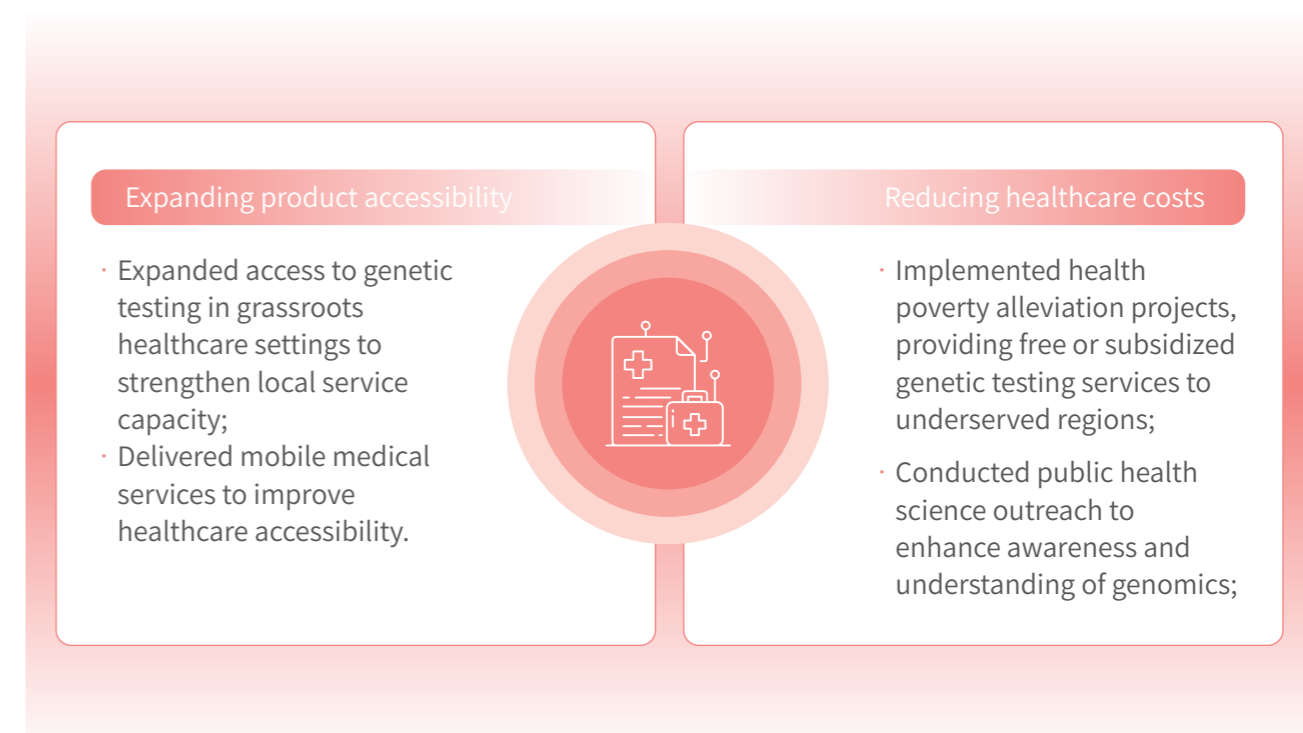 Expanding product accessibility
· Expanded access to genetic
testing in grassroots
healthcare settings to
strengthen local service
capacity;
· Delivered mobile medical
services to improve
healthcare accessibility.
Reducing healthcare costs
· Implemented health
poverty alleviation projects,
providing free or subsidized
genetic testing services to
underserved regions;
· Conducted public health
science outreach to
enhance awareness and
understanding of genomics;